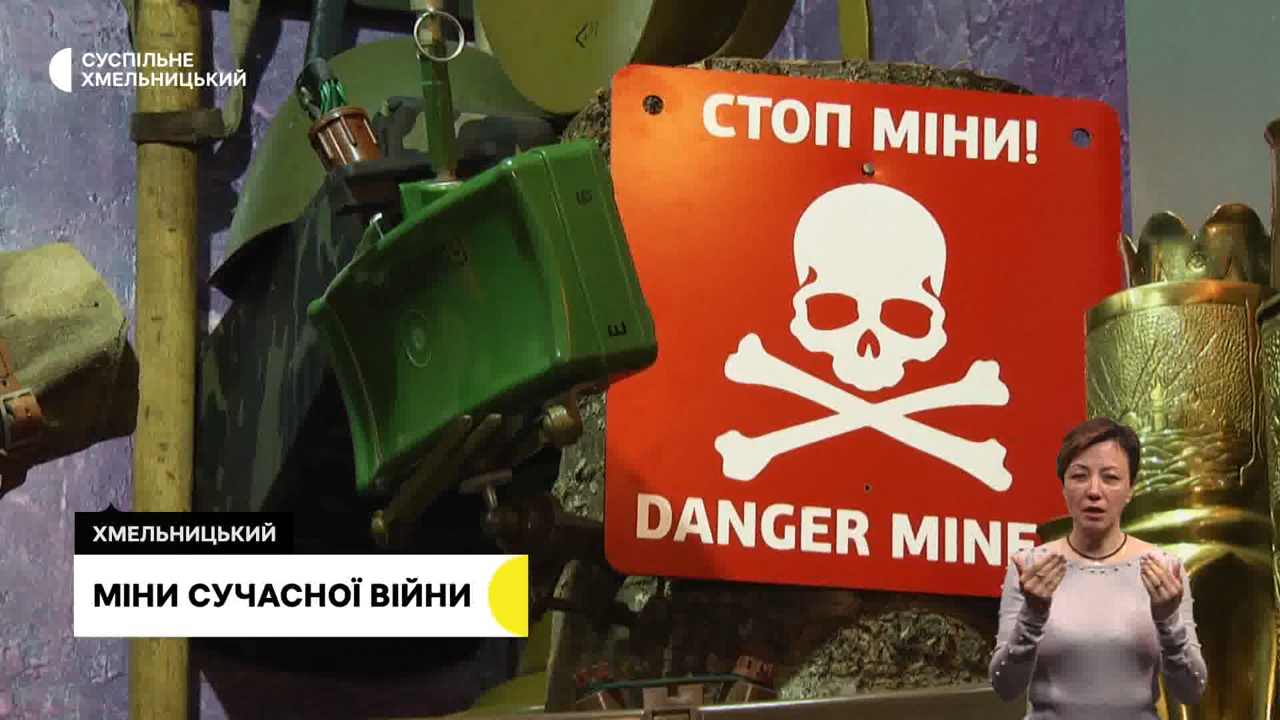 СУСПІЛЬНЕ
ХМЕЛЬНИЦЬКИЙ
СТОП МІНИ!
DANGER MINE
ХМЕЛЬНИЦЬКИЙ
МІНИ СУЧАСНОЇ ВІЙНИ